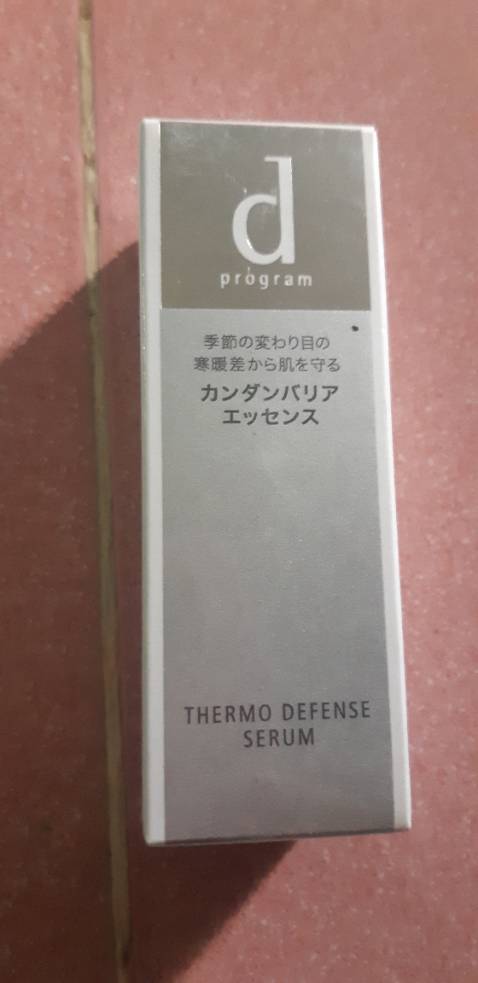 d
program
季節の変わり目の
寒暖差から肌を守る
カンダンバリア
エッセンス
THERMO DEFENSE
SERUM